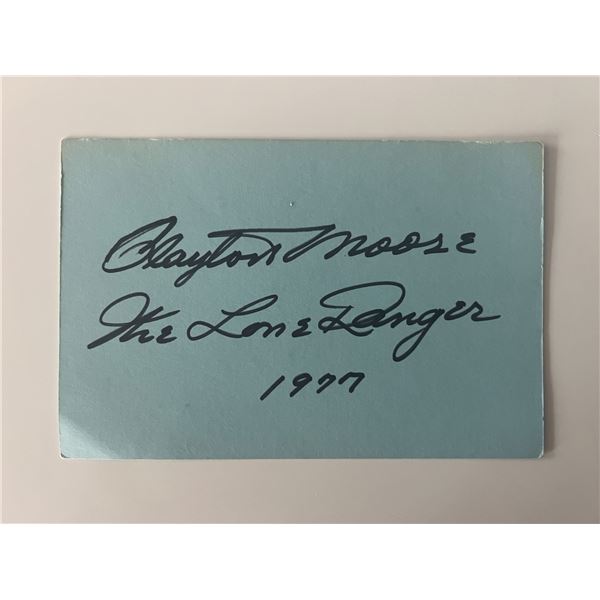 Clayton Moore
The Lone Ranger
1977